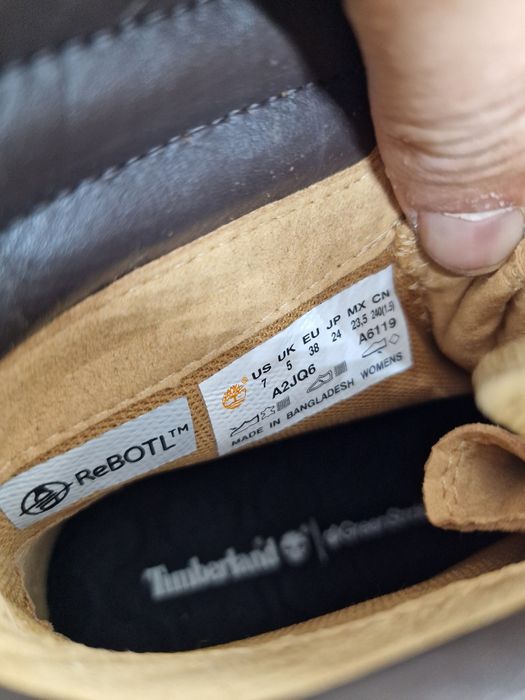 US UK EU JP MX CN
7 5 38 24 23,5 240(1.5)
A2JQ6 A6119
MADE IN BANGLADESH WOMENS
ReBOTL™
Timberland